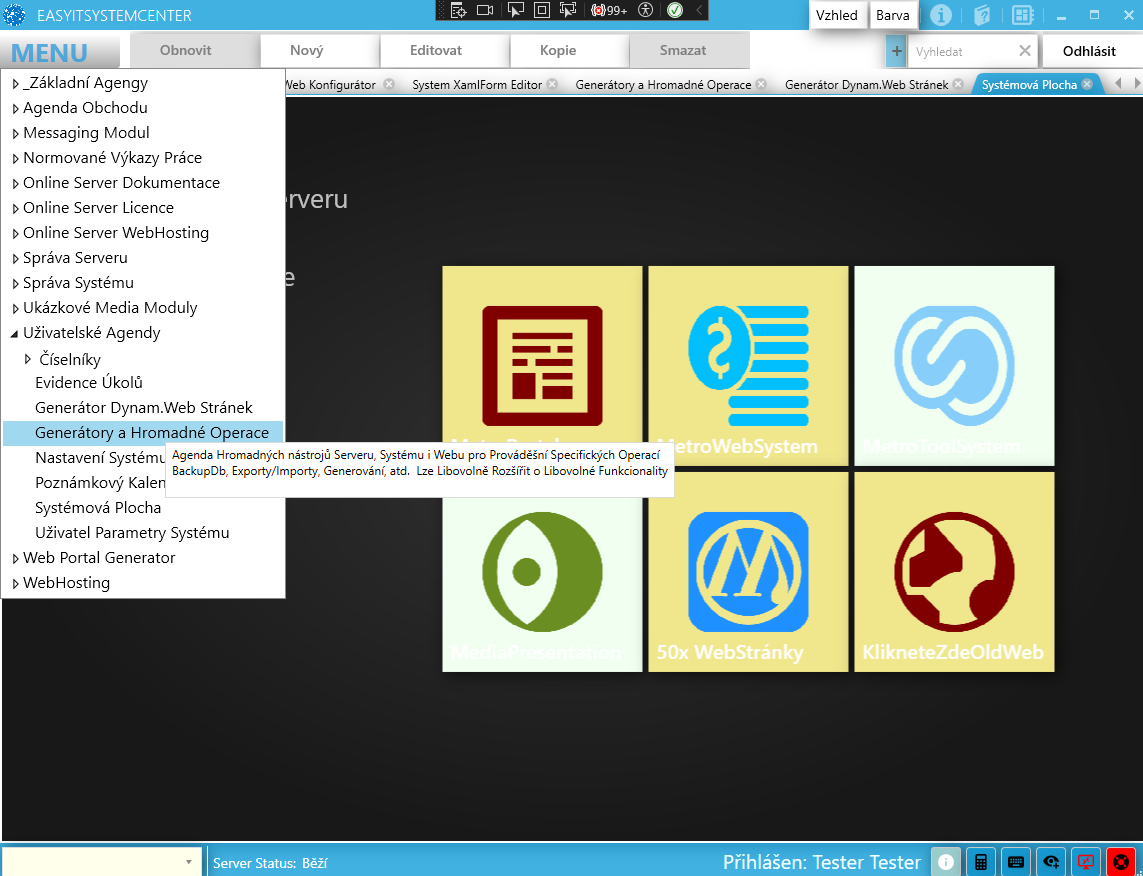 EASYITSYSTEMCENTER
99+
Vzhled
Barva
MENU
Obnovit
Nový
Editovat
Kopie
Smazat
+
Vyhledat
Odhlásit
Web Konfigurátor
System XamlForm Editor
Generátory a Hromadné Operace
Generátor Dynam.Web Stránek
Systémová Plocha
_Základní Agengy
Agenda Obchodu
Messaging Modul
Normované Výkazy Práce
Online Server Dokumentace
Online Server Licence
Online Server WebHosting
Správa Serveru
Správa Systému
Ukázkové Media Moduly
Uživatelské Agendy
Číselníky
Evidence Úkolů
Generátor Dynam.Web Stránek
Generátory a Hromadné Operace
Nastavení Systému
Poznámkový Kalen
Systémová Plocha
Uživatel Parametry Systému
Web Portal Generator
WebHosting
Agenda Hromadných nástrojů Serveru, Systému i Webu pro Prováděšní Specifických Operací
BackupDb, Exporty/Importy, Generování, atd. Lze Libovolně Rozšířit o Libovolné Funkcionality
erveru
e
MetroWebSystem
MetroToolSystem
MediaPresentation
50x WebStránky
KlikneteZdeOldWeb
Server Status: Běží
Přihlášen: Tester Tester